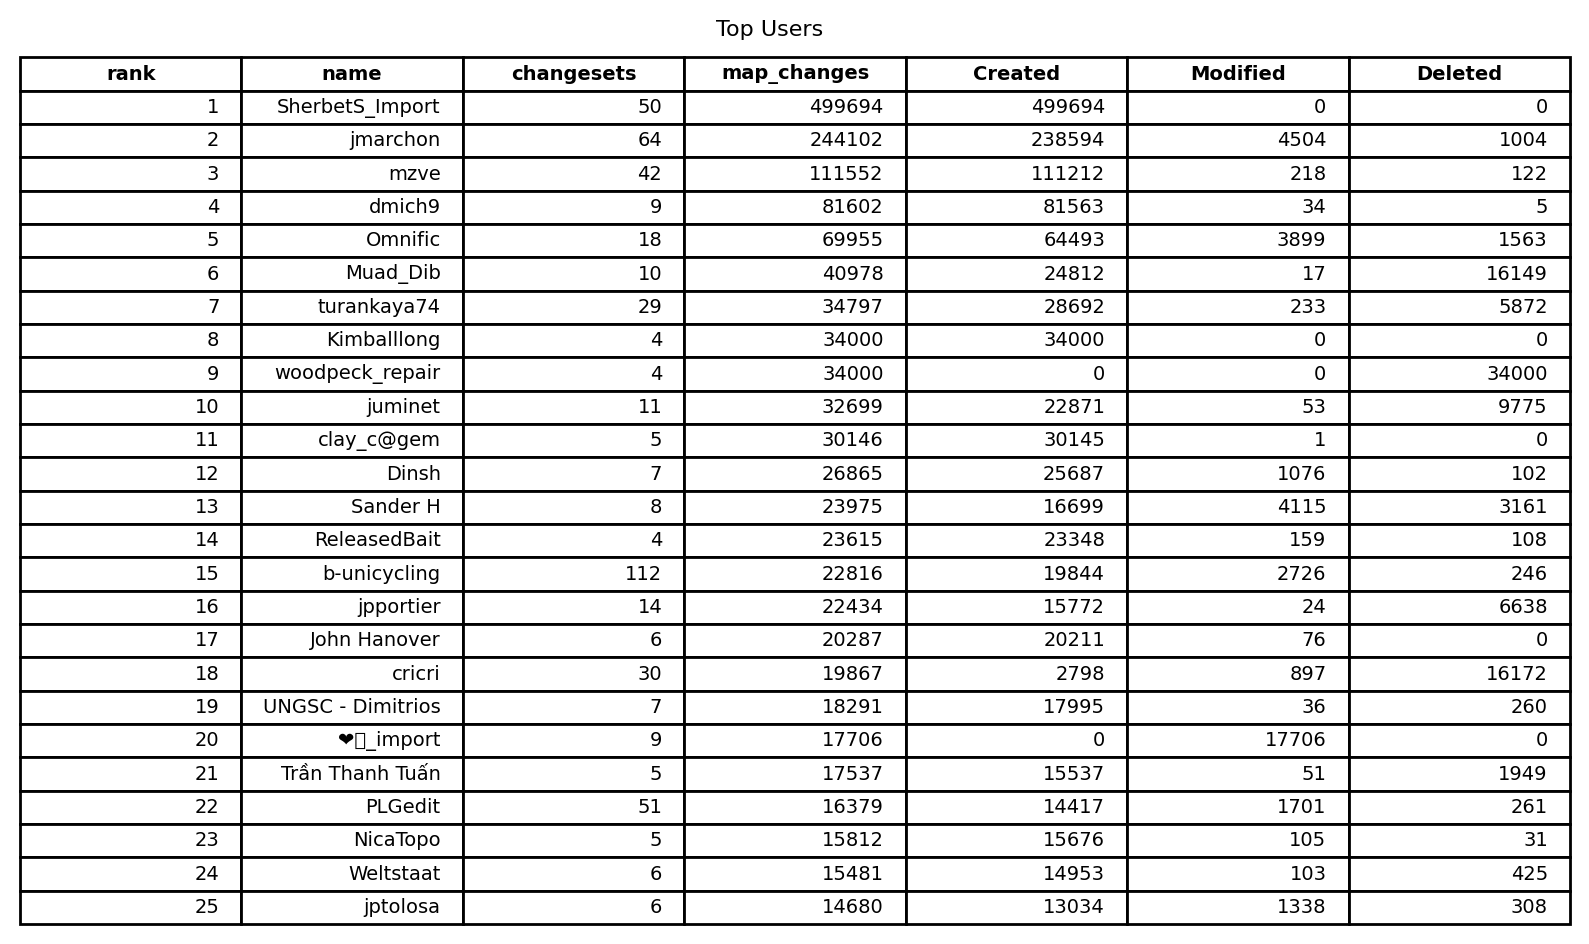 Top Users
rank name changesets map_changes Created Modified Deleted
1 SherbetS_Import 50 499694 499694 0 0
2 jmarchon 64 244102 238594 4504 1004
3 mzve 42 111552 111212 218 122
4 dmich9 9 81602 81563 34 5
5 Omnific 18 69955 64493 3899 1563
6 Muad_Dib 10 40978 24812 17 16149
7 turankaya74 29 34797 28692 233 5872
8 Kimballlong 4 34000 34000 0 0
9 woodpeck_repair 4 34000 0 0 34000
10 juminet 11 32699 22871 53 9775
11 clay_c@gem 5 30146 30145 1 0
12 Dinsh 7 26865 25687 1076 102
13 Sander H 8 23975 16699 4115 3161
14 ReleasedBait 4 23615 23348 159 108
15 b-unicycling 112 22816 19844 2726 246
16 jpportier 14 22434 15772 24 6638
17 John Hanover 6 20287 20211 76 0
18 cricri 30 19867 2798 897 16172
19 UNGSC - Dimitrios 7 18291 17995 36 260
20 ❤▯_import 9 17706 0 17706 0
21 Trần Thanh Tuấn 5 17537 15537 51 1949
22 PLGedit 51 16379 14417 1701 261
23 NicaTopo 5 15812 15676 105 31
24 Weltstaat 6 15481 14953 103 425
25 jptolosa 6 14680 13034 1338 308